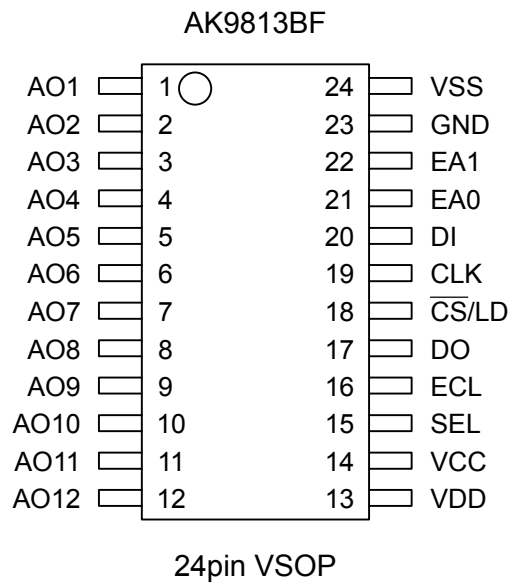 AK9813BF
AO1 1 24 VSS
AO2 2 23 GND
AO3 3 22 EA1
AO4 4 21 EA0
AO5 5 20 DI
AO6 6 19 CLK
AO7 7 18 C̅S̅/LD
AO8 8 17 DO
AO9 9 16 ECL
AO10 10 15 SEL
AO11 11 14 VCC
AO12 12 13 VDD
24pin VSOP